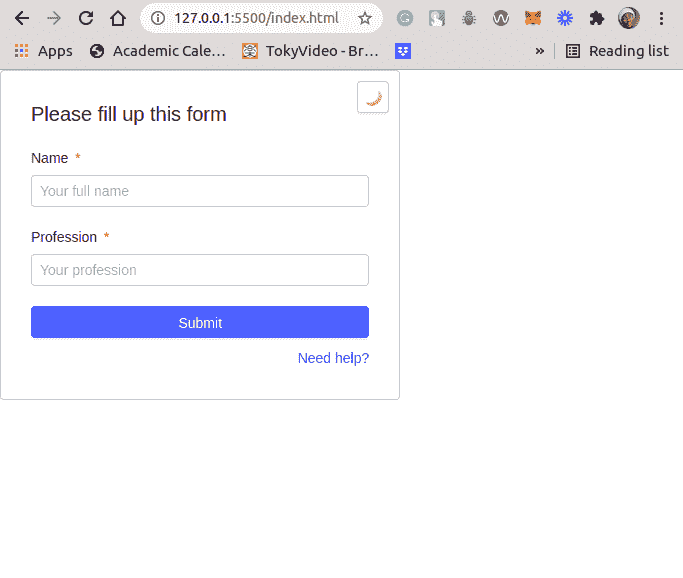 127.0.0.1:5500/index.html
Apps Academic Cale... TokyVideo - Br... » Reading list
Please fill up this form
Name *
Your full name
Profession *
Your profession
Submit
Need help?